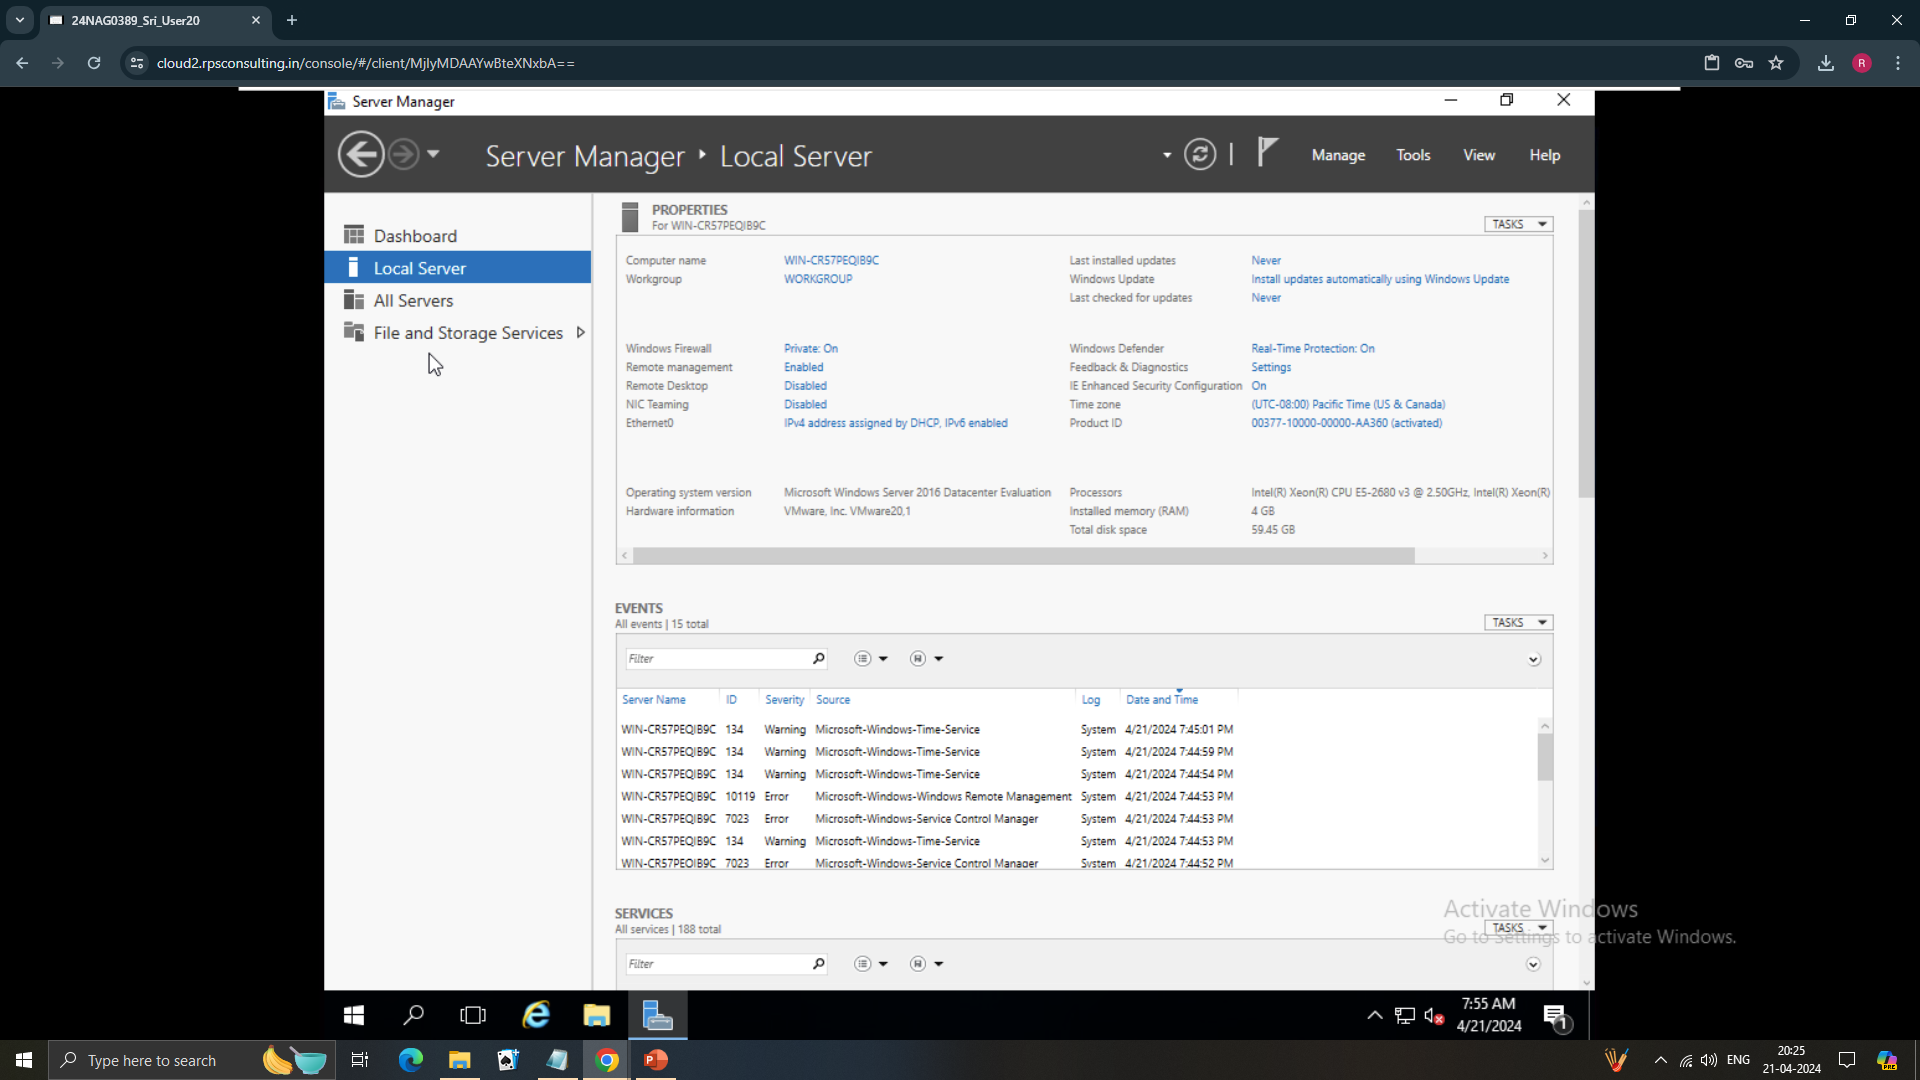 24NAG0389_Sri_User20
cloud2.rpsconsulting.in/console/#/client/MjIyMDAAYwBteXNxbA==
R
Server Manager
Server Manager ‣ Local Server
Manage Tools View Help
Dashboard
Local Server
All Servers
File and Storage Services
PROPERTIES
For WIN-CR57PEQIB9C
TASKS
Computer name WIN-CR57PEQIB9C Last installed updates Never
Workgroup WORKGROUP Windows Update Install updates automatically using Windows Update
Last checked for updates Never
Windows Firewall Private: On Windows Defender Real-Time Protection: On
Remote management Enabled Feedback & Diagnostics Settings
Remote Desktop Disabled IE Enhanced Security Configuration On
NIC Teaming Disabled Time zone (UTC-08:00) Pacific Time (US & Canada)
Ethernet0 IPv4 address assigned by DHCP, IPv6 enabled Product ID 00377-10000-00000-AA360 (activated)
Operating system version Microsoft Windows Server 2016 Datacenter Evaluation Processors Intel(R) Xeon(R) CPU E5-2680 v3 @ 2.50GHz, Intel(R) Xeon(R)
Hardware information VMware, Inc. VMware20,1 Installed memory (RAM) 4 GB
Total disk space 59.45 GB
EVENTS
All events | 15 total
TASKS
Filter
Server Name ID Severity Source Log Date and Time
WIN-CR57PEQIB9C 134 Warning Microsoft-Windows-Time-Service System 4/21/2024 7:45:01 PM
WIN-CR57PEQIB9C 134 Warning Microsoft-Windows-Time-Service System 4/21/2024 7:44:59 PM
WIN-CR57PEQIB9C 134 Warning Microsoft-Windows-Time-Service System 4/21/2024 7:44:54 PM
WIN-CR57PEQIB9C 10119 Error Microsoft-Windows-Windows Remote Management System 4/21/2024 7:44:53 PM
WIN-CR57PEQIB9C 7023 Error Microsoft-Windows-Service Control Manager System 4/21/2024 7:44:53 PM
WIN-CR57PEQIB9C 134 Warning Microsoft-Windows-Time-Service System 4/21/2024 7:44:53 PM
WIN-CR57PEQIB9C 7023 Error Microsoft-Windows-Service Control Manager System 4/21/2024 7:44:52 PM
SERVICES
All services | 188 total
TASKS
Filter
Activate Windows
Go to Settings to activate Windows.
7:55 AM
4/21/2024
1
Type here to search
ENG
20:25
21-04-2024
PRE